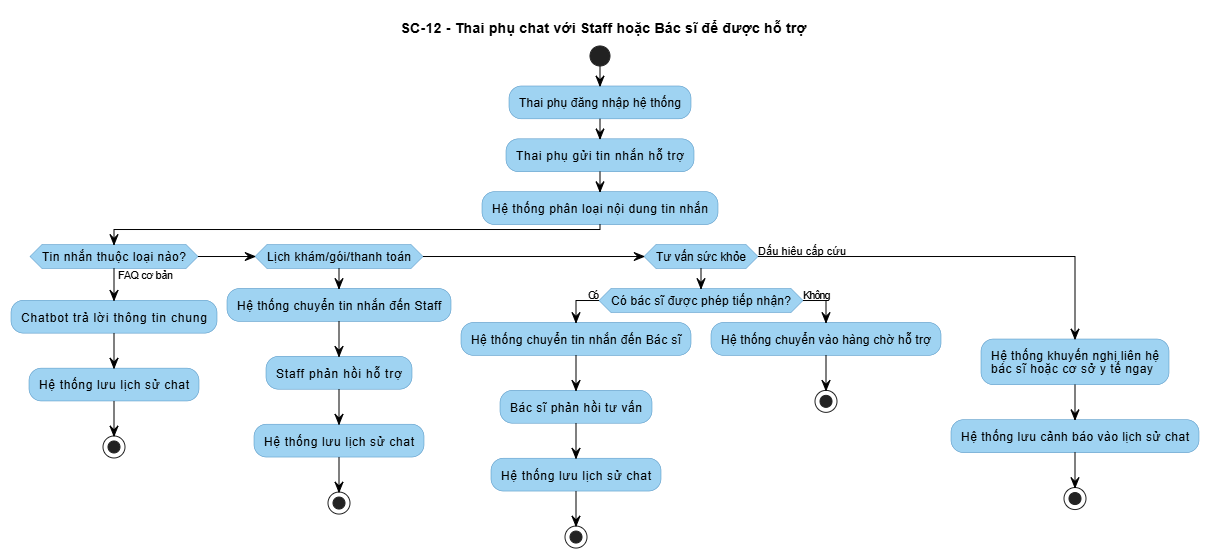 SC-12 - Thai phụ chat với Staff hoặc Bác sĩ để được hỗ trợ
Thai phụ đăng nhập hệ thống
Thai phụ gửi tin nhắn hỗ trợ
Hệ thống phân loại nội dung tin nhắn
Tin nhắn thuộc loại nào?
FAQ cơ bản
Chatbot trả lời thông tin chung
Hệ thống lưu lịch sử chat
Lịch khám/gói/thanh toán
Hệ thống chuyển tin nhắn đến Staff
Staff phản hồi hỗ trợ
Hệ thống lưu lịch sử chat
Tư vấn sức khỏe
Có bác sĩ được phép tiếp nhận?
Có
Hệ thống chuyển tin nhắn đến Bác sĩ
Bác sĩ phản hồi tư vấn
Hệ thống lưu lịch sử chat
Không
Hệ thống chuyển vào hàng chờ hỗ trợ
Dấu hiệu cấp cứu
Hệ thống khuyến nghị liên hệ
bác sĩ hoặc cơ sở y tế ngay
Hệ thống lưu cảnh báo vào lịch sử chat